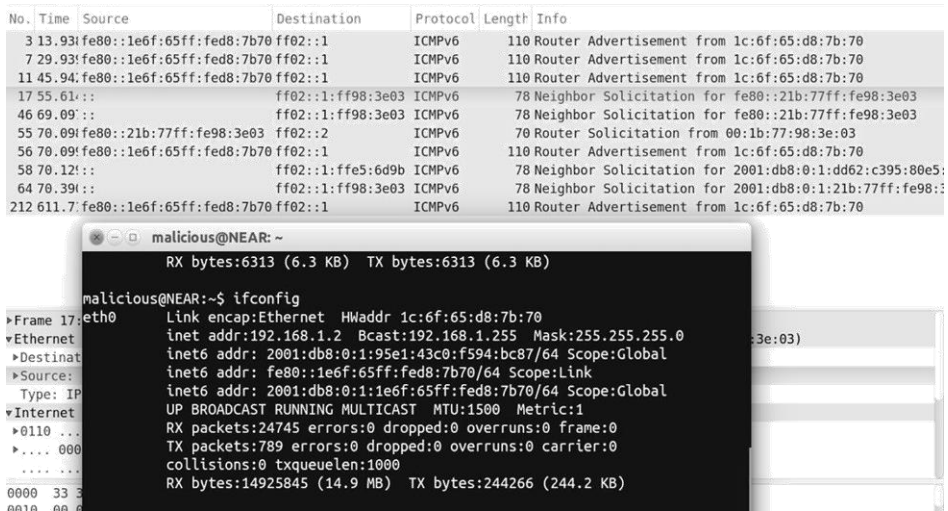 No. Time Source Destination Protocol Length Info
3 13.938 fe80::1e6f:65ff:fed8:7b70 ff02::1 ICMPv6 110 Router Advertisement from 1c:6f:65:d8:7b:70
7 29.939 fe80::1e6f:65ff:fed8:7b70 ff02::1 ICMPv6 110 Router Advertisement from 1c:6f:65:d8:7b:70
11 45.942 fe80::1e6f:65ff:fed8:7b70 ff02::1 ICMPv6 110 Router Advertisement from 1c:6f:65:d8:7b:70
17 55.614 :: ff02::1:ff98:3e03 ICMPv6 78 Neighbor Solicitation for fe80::21b:77ff:fe98:3e03
46 69.097 :: ff02::1:ff98:3e03 ICMPv6 78 Neighbor Solicitation for fe80::21b:77ff:fe98:3e03
55 70.098 fe80::21b:77ff:fe98:3e03 ff02::2 ICMPv6 70 Router Solicitation from 00:1b:77:98:3e:03
56 70.099 fe80::1e6f:65ff:fed8:7b70 ff02::1 ICMPv6 110 Router Advertisement from 1c:6f:65:d8:7b:70
58 70.129 :: ff02::1:ffe5:6d9b ICMPv6 78 Neighbor Solicitation for 2001:db8:0:1:dd62:c395:80e5:
64 70.390 :: ff02::1:ff98:3e03 ICMPv6 78 Neighbor Solicitation for 2001:db8:0:1:21b:77ff:fe98:3
212 611.7 fe80::1e6f:65ff:fed8:7b70 ff02::1 ICMPv6 110 Router Advertisement from 1c:6f:65:d8:7b:70
malicious@NEAR: ~
RX bytes:6313 (6.3 KB) TX bytes:6313 (6.3 KB)
malicious@NEAR:~$ ifconfig
eth0 Link encap:Ethernet HWaddr 1c:6f:65:d8:7b:70
inet addr:192.168.1.2 Bcast:192.168.1.255 Mask:255.255.255.0
inet6 addr: 2001:db8:0:1:95e1:43c0:f594:bc87/64 Scope:Global
inet6 addr: fe80::1e6f:65ff:fed8:7b70/64 Scope:Link
inet6 addr: 2001:db8:0:1:1e6f:65ff:fed8:7b70/64 Scope:Global
UP BROADCAST RUNNING MULTICAST MTU:1500 Metric:1
RX packets:24745 errors:0 dropped:0 overruns:0 frame:0
TX packets:789 errors:0 dropped:0 overruns:0 carrier:0
collisions:0 txqueuelen:1000
RX bytes:14925845 (14.9 MB) TX bytes:244266 (244.2 KB)
Frame 17:
Ethernet :3e:03)
Destinat
Source:
Type: IP
Internet
0110 ...
.... 000
.... ...
0000 33 3
0010 00